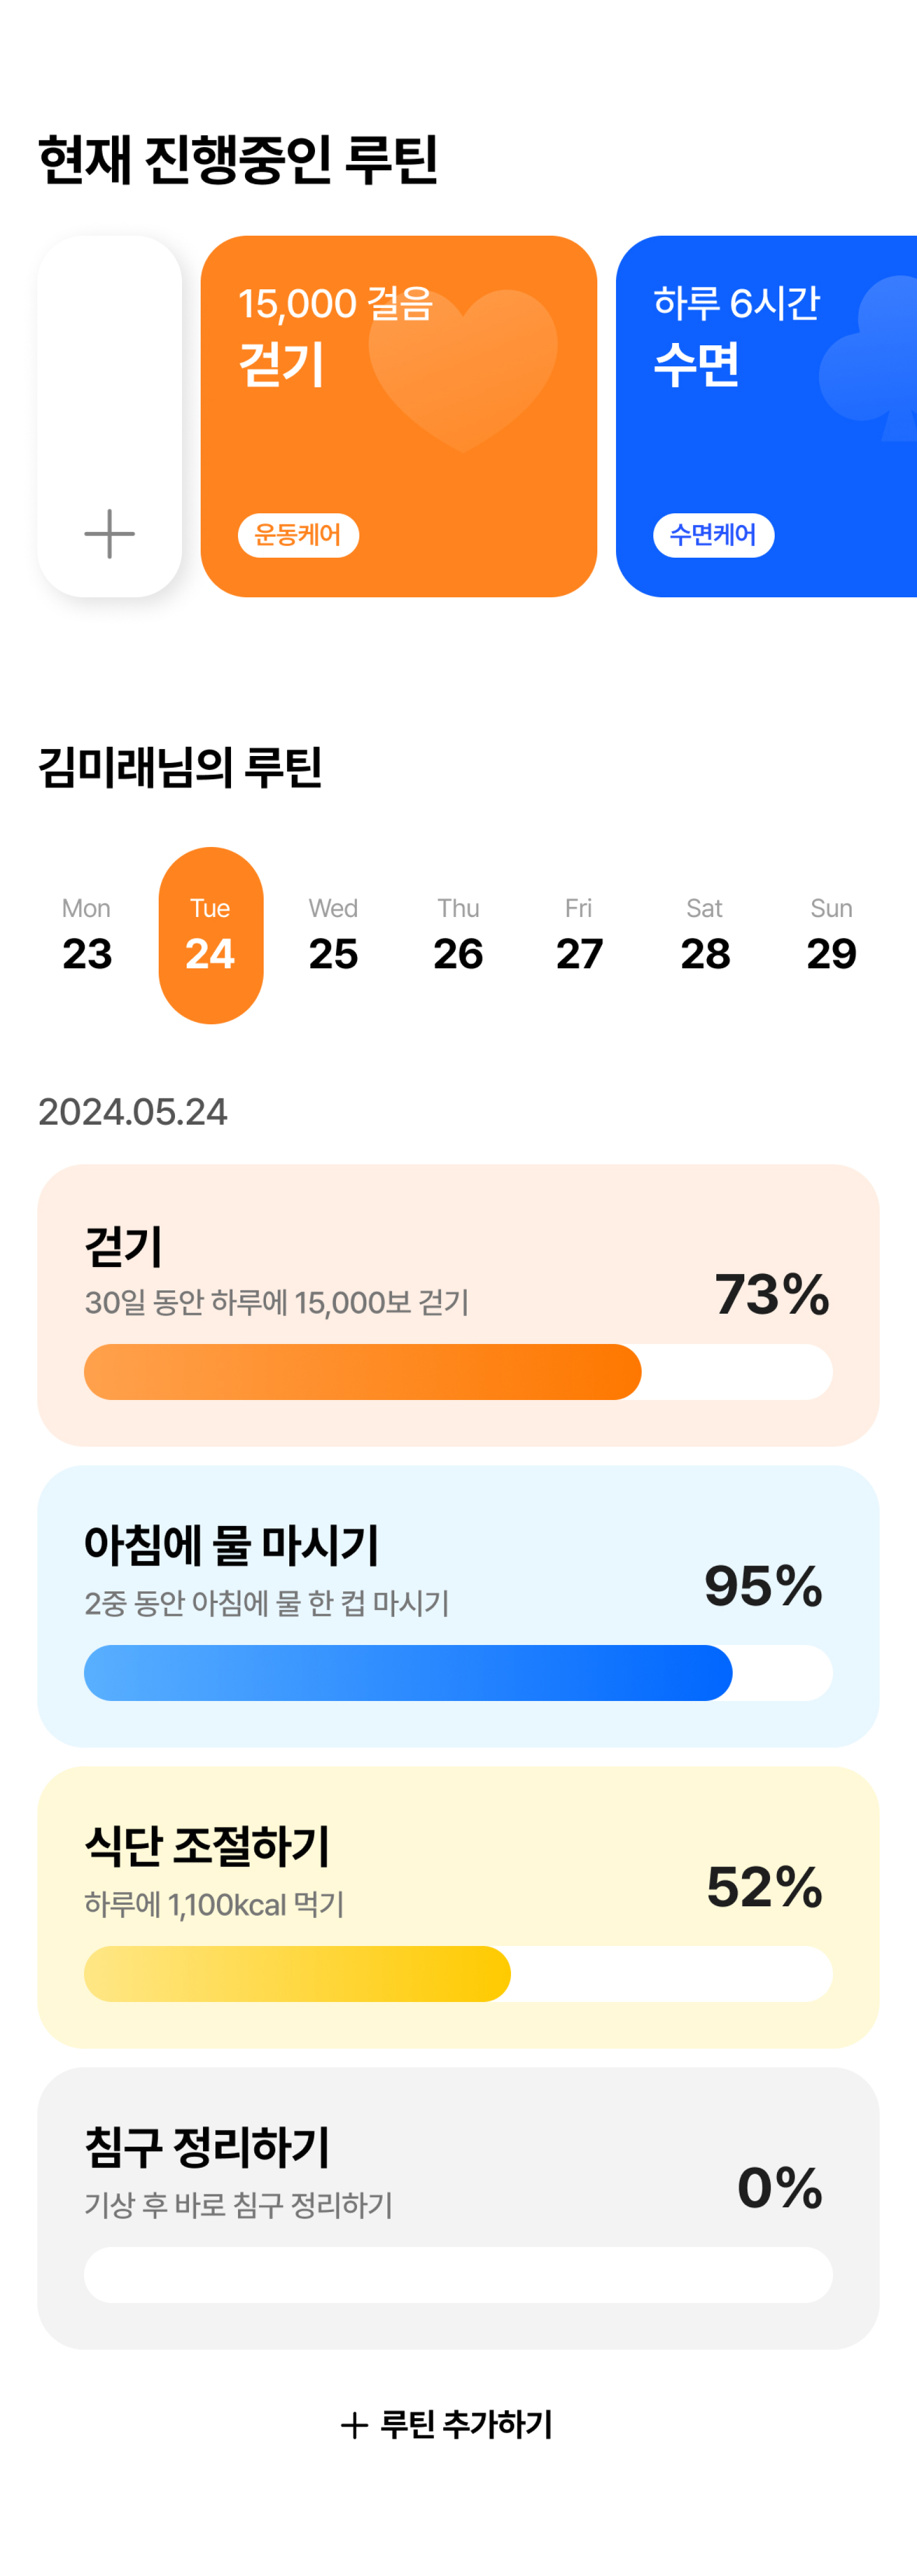 현재 진행중인 루틴
15,000 걸음
걷기
운동케어
하루 6시간
수면
수면케어
김미래님의 루틴
Mon Tue Wed Thu Fri Sat Sun
23 24 25 26 27 28 29
2024.05.24
걷기
30일 동안 하루에 15,000보 걷기
73%
아침에 물 마시기
2중 동안 아침에 물 한 컵 마시기
95%
식단 조절하기
하루에 1,100kcal 먹기
52%
침구 정리하기
기상 후 바로 침구 정리하기
0%
+ 루틴 추가하기